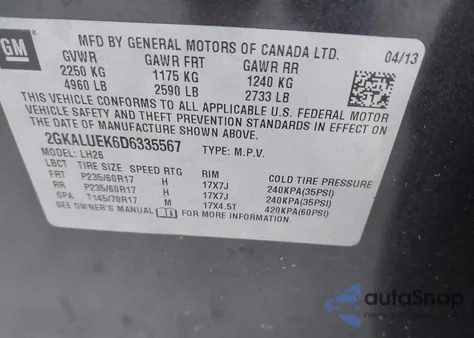 GM
MFD BY GENERAL MOTORS OF CANADA LTD.
04/13
GVWR GAWR FRT GAWR RR
2250 KG 1175 KG 1240 KG
4960 LB 2590 LB 2733 LB
THIS VEHICLE CONFORMS TO ALL APPLICABLE U.S. FEDERAL MOTOR
VEHICLE SAFETY AND THEFT PREVENTION STANDARDS IN EFFECT ON
THE DATE OF MANUFACTURE SHOWN ABOVE.
2GKALUEK6D6335567 TYPE: M.P.V.
MODEL: LH26
LBCT TIRE SIZE SPEED RTG RIM COLD TIRE PRESSURE
FRT P235/60R17 H 17X7J 240KPA(35PSI)
RR P235/60R17 H 17X7J 240KPA(35PSI)
SPA T145/70R17 M 17X4.5T 420KPA(60PSI)
SEE OWNER'S MANUAL FOR MORE INFORMATION.
autoSnap
www.autosnap.com